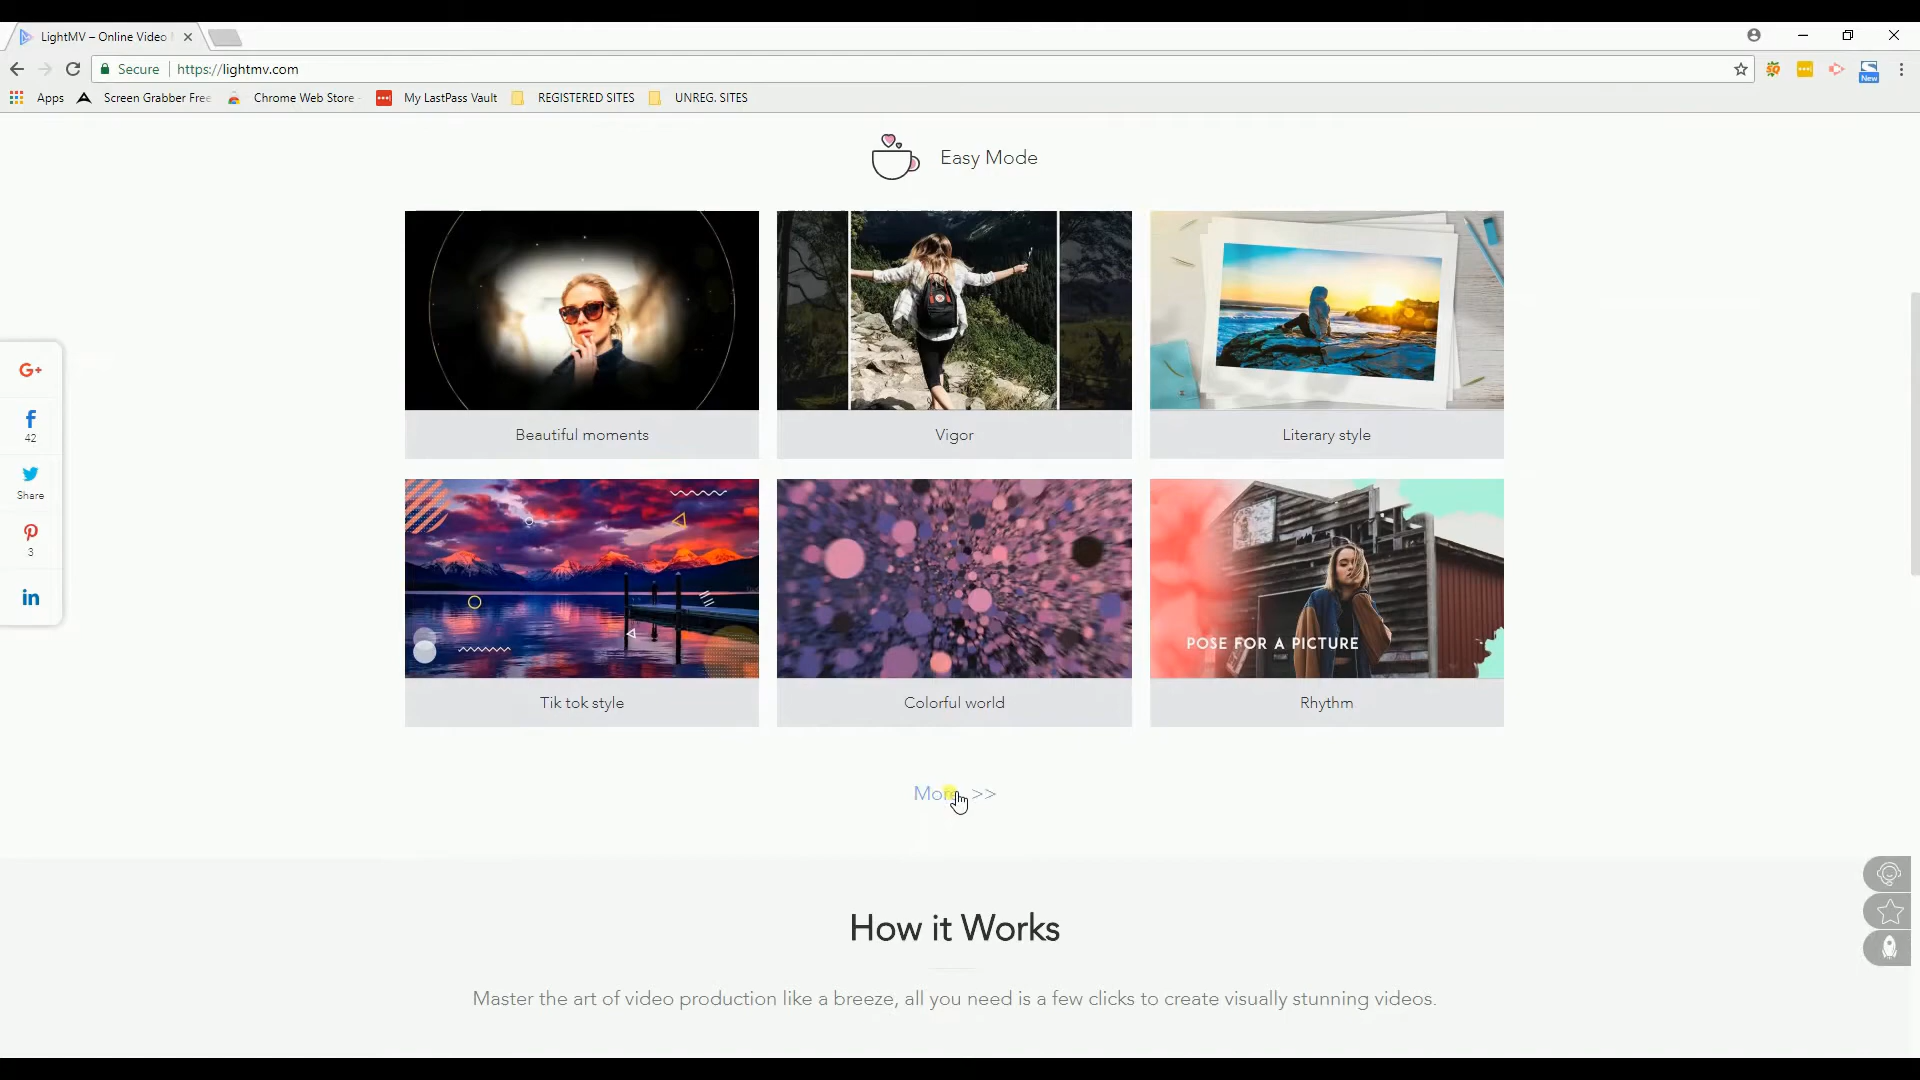 LightMV – Online Video
Secure
https://lightmv.com
Apps
Screen Grabber Free
Chrome Web Store
My LastPass Vault
REGISTERED SITES
UNREG. SITES
New
Easy Mode
Beautiful moments
Vigor
Literary style
G+
42
Share
3
in
POSE FOR A PICTURE
Tik tok style
Colorful world
Rhythm
More >>
How it Works
Master the art of video production like a breeze, all you need is a few clicks to create visually stunning videos.